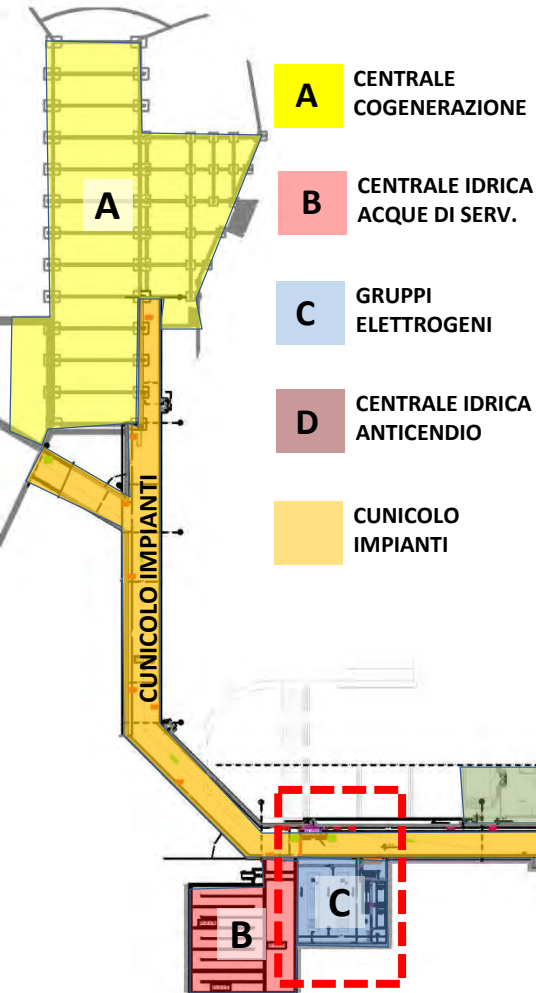 A
CENTRALE
COGENERAZIONE
B
CENTRALE IDRICA
ACQUE DI SERV.
C
GRUPPI
ELETTROGENI
D
CENTRALE IDRICA
ANTICENDIO
CUNICOLO
IMPIANTI
A
CUNICOLO IMPIANTI
B
C